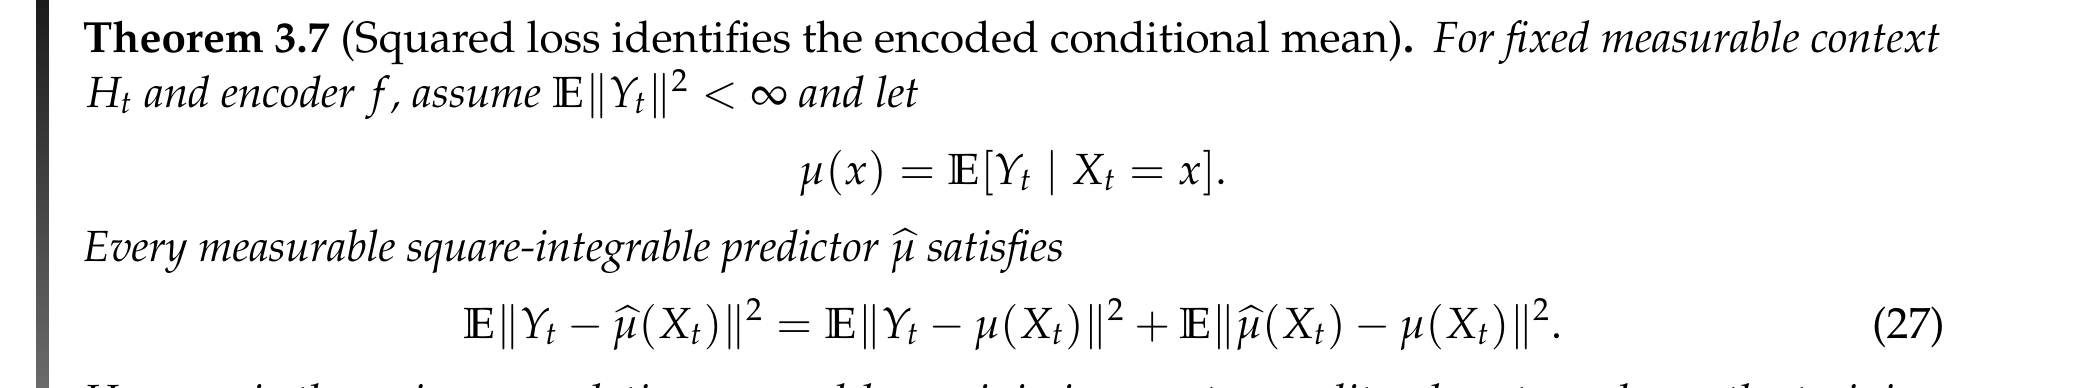 Theorem 3.7 (Squared loss identifies the encoded conditional mean). For fixed measurable context
H_t and encoder f, assume 𝔼‖Y_t‖² < ∞ and let
μ(x) = 𝔼[Y_t | X_t = x].
Every measurable square-integrable predictor μ̂ satisfies
𝔼‖Y_t − μ̂(X_t)‖² = 𝔼‖Y_t − μ(X_t)‖² + 𝔼‖μ̂(X_t) − μ(X_t)‖². (27)